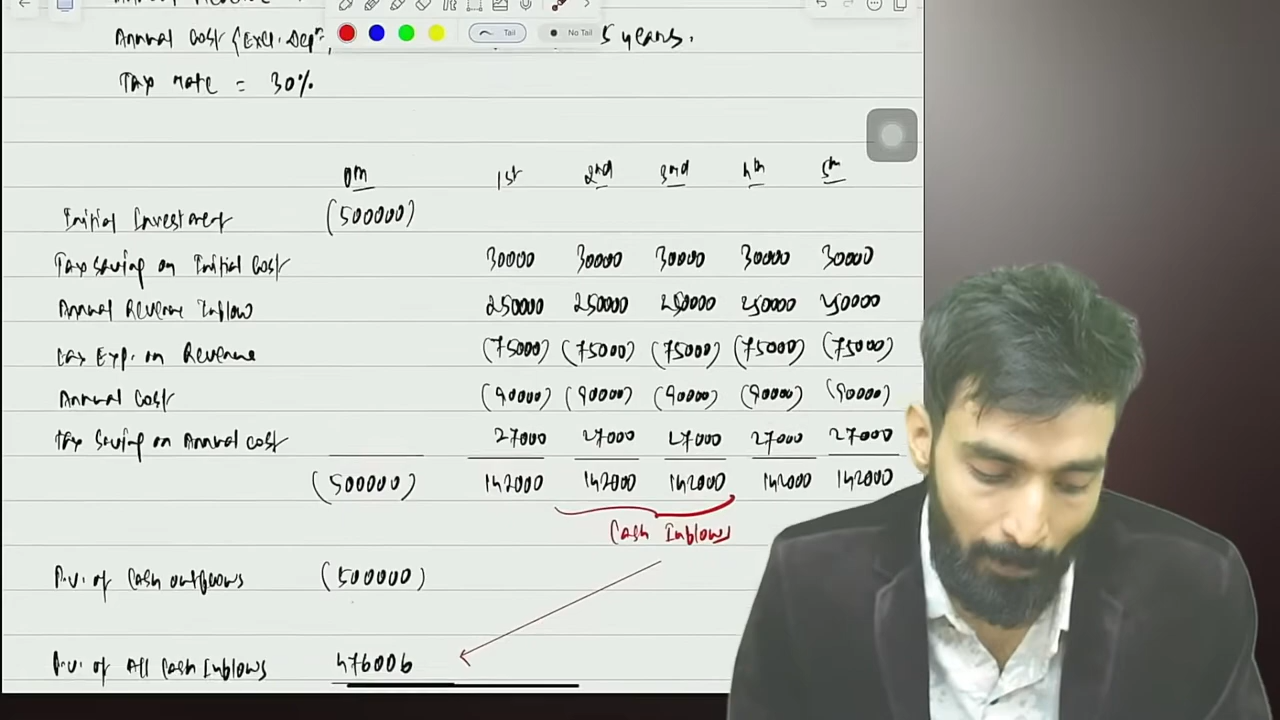 Annual Cost {Excl. Depn, 5 years.
Tail
No Tail
Tax rate = 30%
0th 1st 2nd 3rd 4th 5th
Initial Investment (500000)
Tax Saving on Initial Cost 30000 30000 30000 30000 30000
Annual Revenue Inflow 250000 250000 250000 250000 250000
Tax Exp. on Revenue (75000) (75000) (75000) (75000) (75000)
Annual Cost (90000) (90000) (90000) (90000) (90000)
Tax Saving on Annual cost 27000 27000 27000 27000 27000
(500000) 142000 142000 142000 142000 142000
Cash Inflows
P.V. of Cash outflows (500000)
P.V. of All Cash Inflows 476006